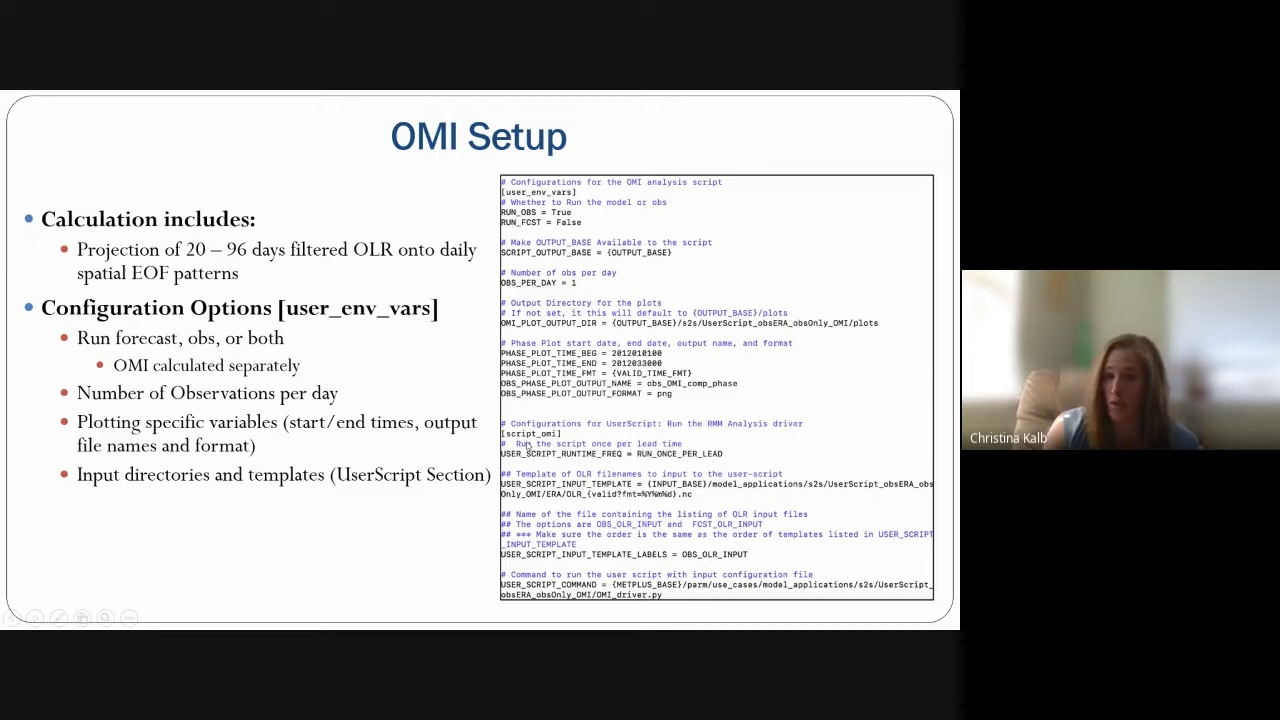 OMI Setup
Calculation includes:
Projection of 20 – 96 days filtered OLR onto daily
spatial EOF patterns
Configuration Options [user_env_vars]
Run forecast, obs, or both
OMI calculated separately
Number of Observations per day
Plotting specific variables (start/end times, output
file names and format)
Input directories and templates (UserScript Section)
# Configurations for the OMI analysis script
[user_env_vars]
# Whether to Run the model or obs
RUN_OBS = True
RUN_FCST = False
# Make OUTPUT_BASE Available to the script
SCRIPT_OUTPUT_BASE = {OUTPUT_BASE}
# Number of obs per day
OBS_PER_DAY = 1
# Output Directory for the plots
# If not set, it this will default to {OUTPUT_BASE}/plots
OMI_PLOT_OUTPUT_DIR = {OUTPUT_BASE}/s2s/UserScript_obsERA_obsOnly_OMI/plots
# Phase Plot start date, end date, output name, and format
PHASE_PLOT_TIME_BEG = 2012010100
PHASE_PLOT_TIME_END = 2012033000
PHASE_PLOT_TIME_FMT = {VALID_TIME_FMT}
OBS_PHASE_PLOT_OUTPUT_NAME = obs_OMI_comp_phase
OBS_PHASE_PLOT_OUTPUT_FORMAT = png
# Configurations for UserScript: Run the RMM Analysis driver
[script_omi]
# Run the script once per lead time
USER_SCRIPT_RUNTIME_FREQ = RUN_ONCE_PER_LEAD
## Template of OLR filenames to input to the user-script
USER_SCRIPT_INPUT_TEMPLATE = {INPUT_BASE}/model_applications/s2s/UserScript_obsERA_obs
Only_OMI/ERA/OLR_{valid?fmt=%Y%m%d}.nc
## Name of the file containing the listing of OLR input files
## The options are OBS_OLR_INPUT and  FCST_OLR_INPUT
## *** Make sure the order is the same as the order of templates listed in USER_SCRIPT
_INPUT_TEMPLATE
USER_SCRIPT_INPUT_TEMPLATE_LABELS = OBS_OLR_INPUT
# Command to run the user script with input configuration file
USER_SCRIPT_COMMAND = {METPLUS_BASE}/parm/use_cases/model_applications/s2s/UserScript_
obsERA_obsOnly_OMI/OMI_driver.py
Christina Kalb